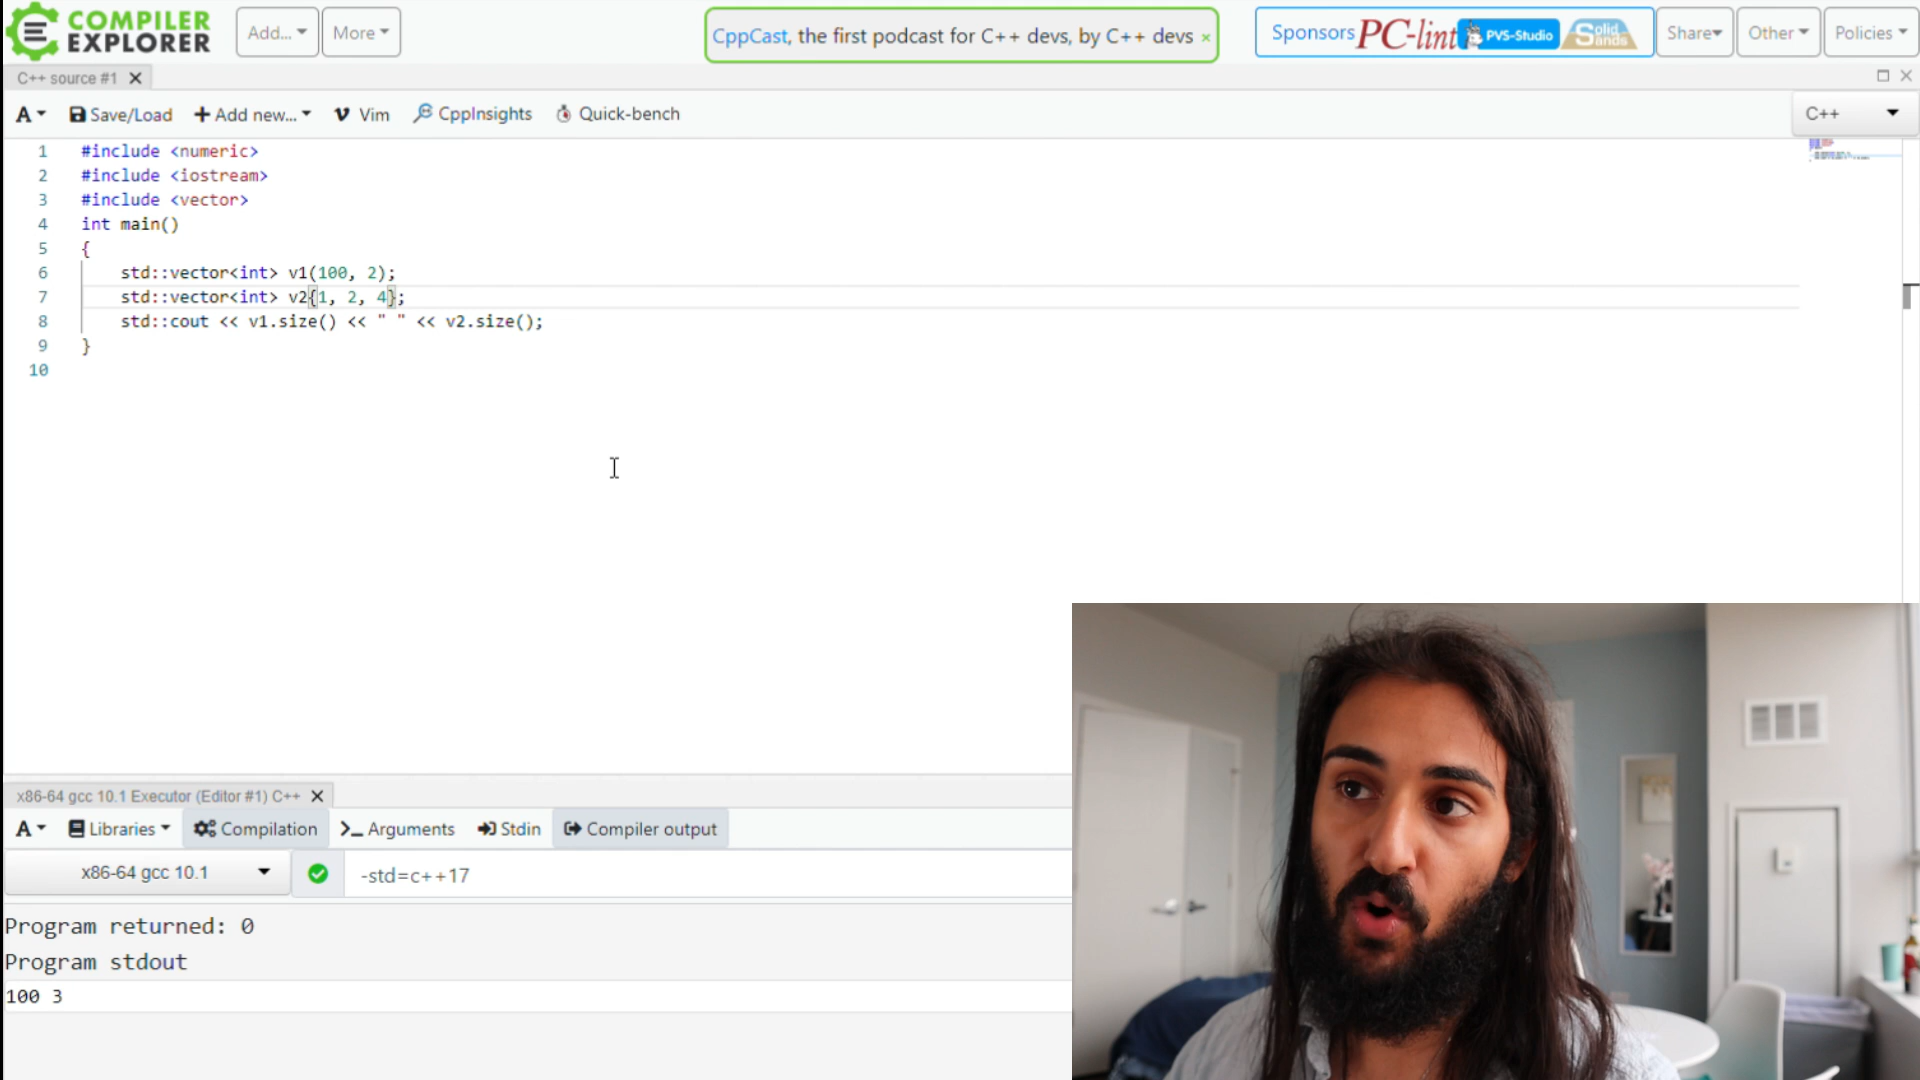 COMPILER
EXPLORER
Add...
More
CppCast, the first podcast for C++ devs, by C++ devs ×
Sponsors PC-lint PVS-Studio Solid Sands
Share
Other
Policies
C++ source #1
A
Save/Load
Add new...
Vim
CppInsights
Quick-bench
C++
1 #include <numeric>
2 #include <iostream>
3 #include <vector>
4 int main()
5 {
6 std::vector<int> v1(100, 2);
7 std::vector<int> v2{1, 2, 4};
8 std::cout << v1.size() << " " << v2.size();
9 }
10
x86-64 gcc 10.1 Executor (Editor #1) C++
A
Libraries
Compilation
Arguments
Stdin
Compiler output
x86-64 gcc 10.1
-std=c++17
Program returned: 0
Program stdout
100 3